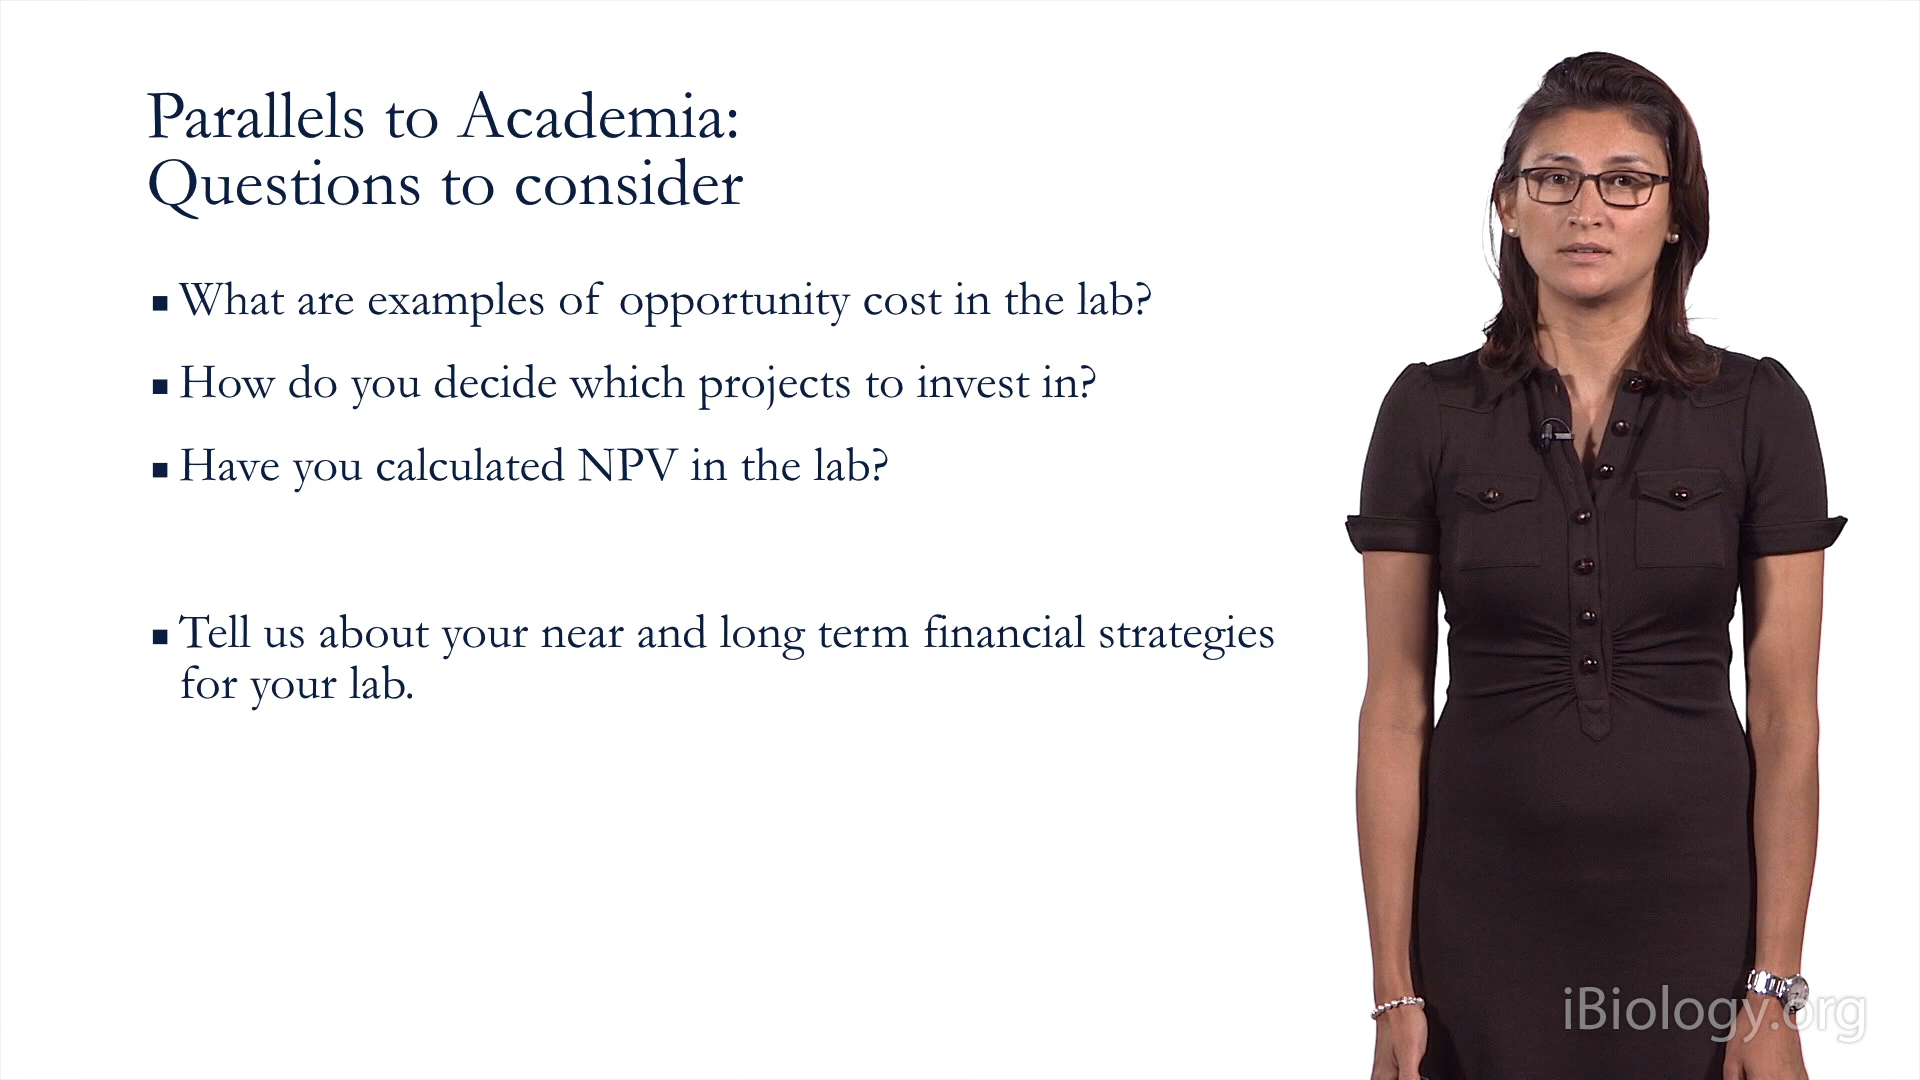 Parallels to Academia:
Questions to consider
▪ What are examples of opportunity cost in the lab?
▪ How do you decide which projects to invest in?
▪ Have you calculated NPV in the lab?
▪ Tell us about your near and long term financial strategies
for your lab.
iBiology.org